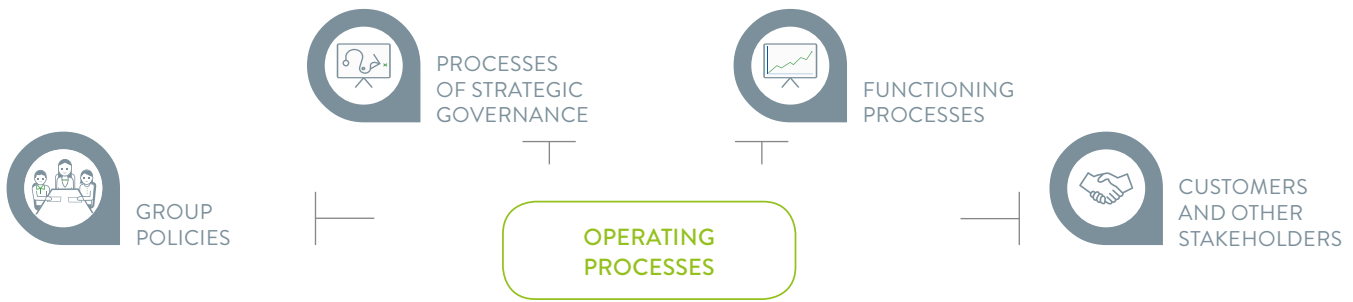 PROCESSES
OF STRATEGIC
GOVERNANCE
FUNCTIONING
PROCESSES
GROUP
POLICIES
CUSTOMERS
AND OTHER
STAKEHOLDERS
OPERATING
PROCESSES